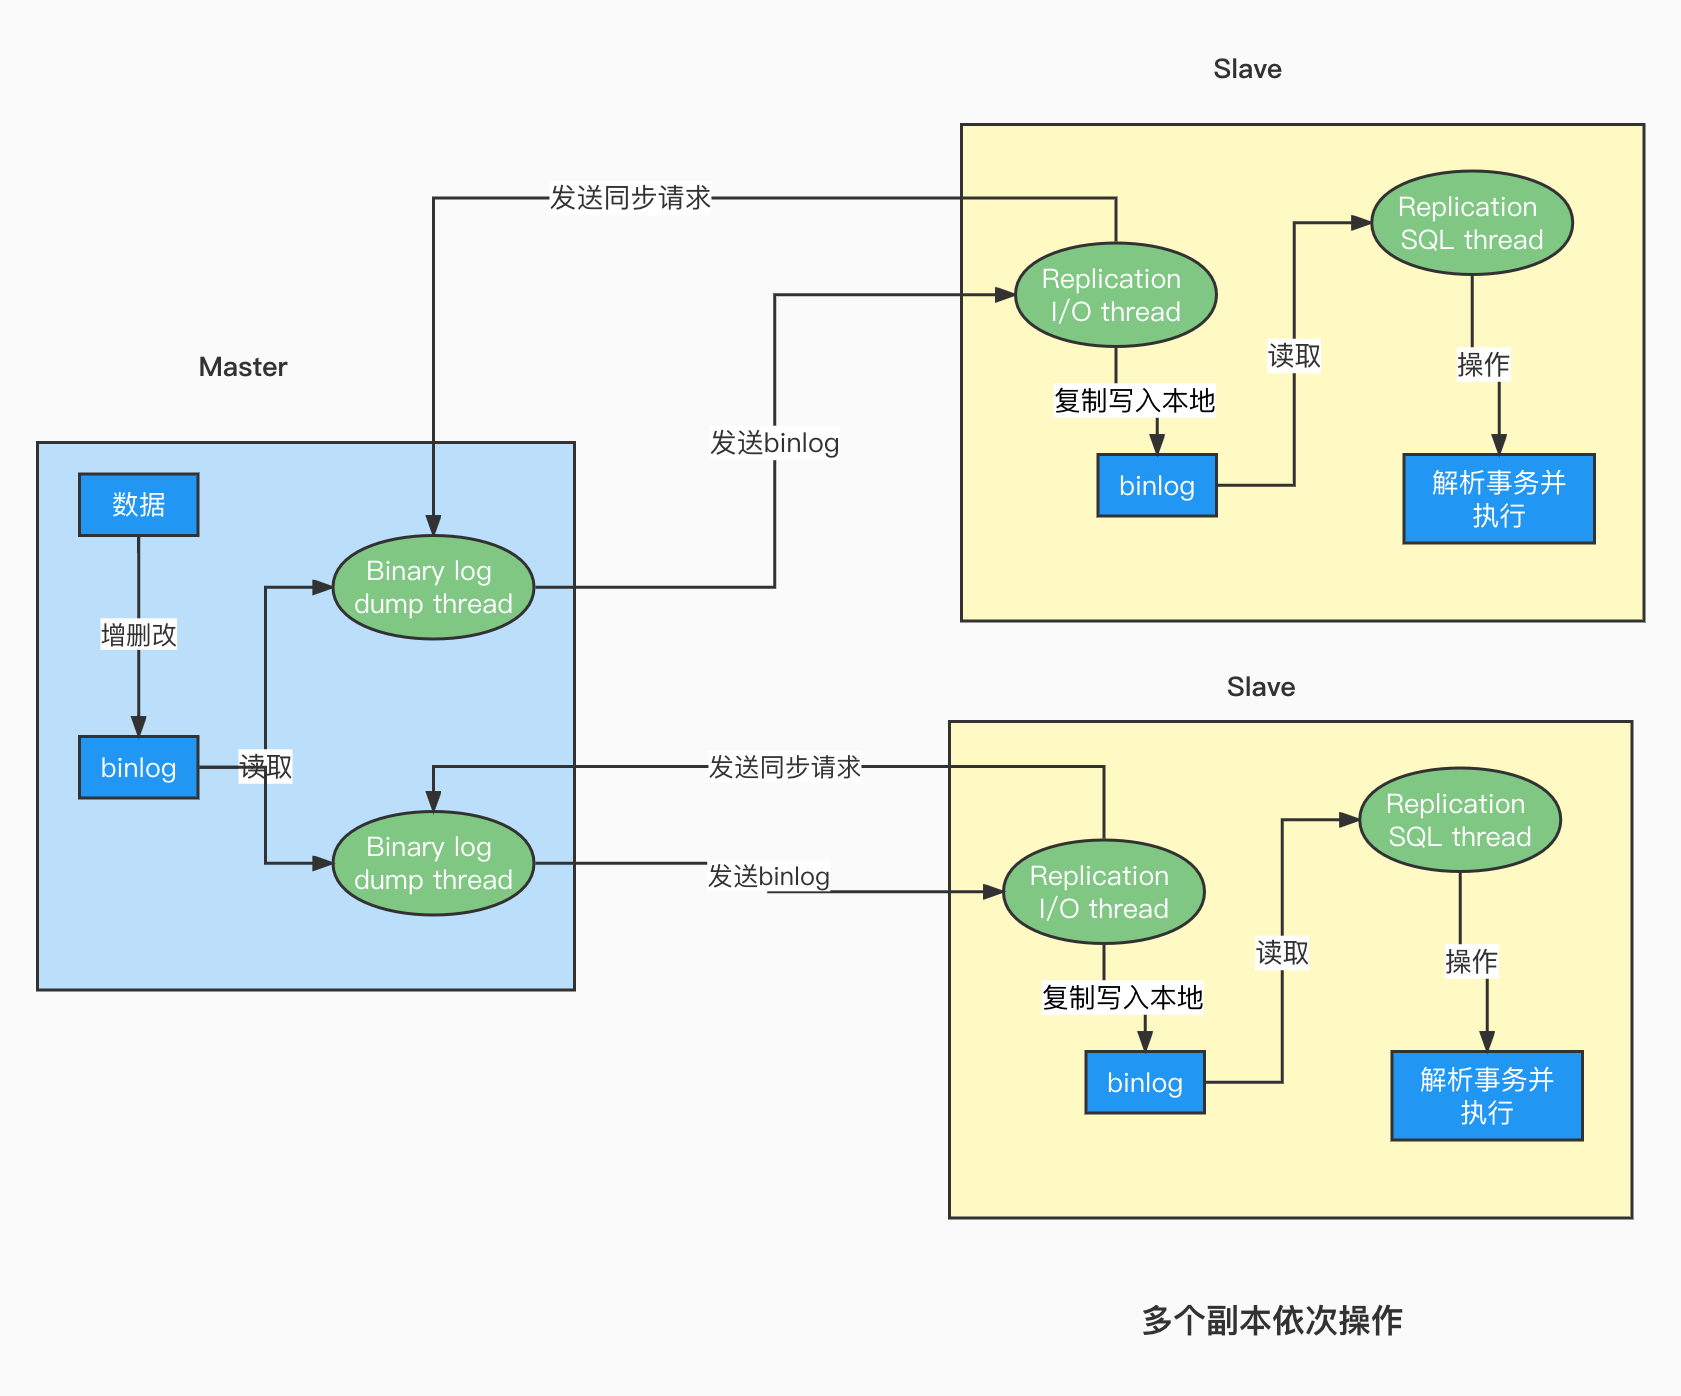 Slave
发送同步请求
Replication
SQL thread
Replication
I/O thread
读取
操作
Master
复制写入本地
发送binlog
binlog
解析事务并
执行
数据
Binary log
dump thread
增删改
Slave
binlog
读取
发送同步请求
Replication
SQL thread
Binary log
dump thread
发送binlog
Replication
I/O thread
读取
操作
复制写入本地
binlog
解析事务并
执行
多个副本依次操作